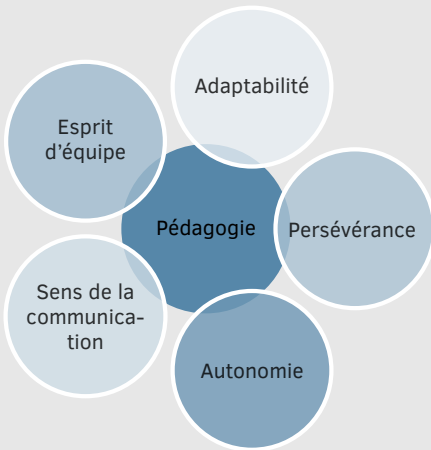 Adaptabilité
Esprit
d’équipe
Pédagogie
Persévérance
Sens de la
communica-
tion
Autonomie